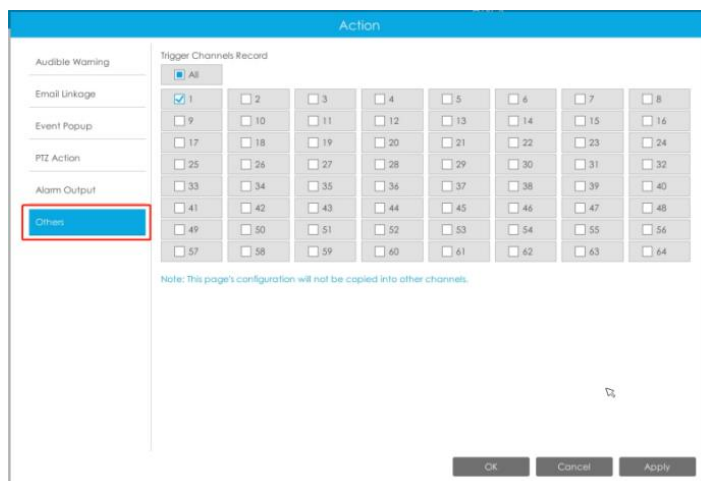 Action
Audible Warning
Email Linkage
Event Popup
PTZ Action
Alarm Output
Others
Trigger Channels Record
All
1 2 3 4 5 6 7 8
9 10 11 12 13 14 15 16
17 18 19 20 21 22 23 24
25 26 27 28 29 30 31 32
33 34 35 36 37 38 39 40
41 42 43 44 45 46 47 48
49 50 51 52 53 54 55 56
57 58 59 60 61 62 63 64
Note: This page's configuration will not be copied into other channels.
OK Cancel Apply